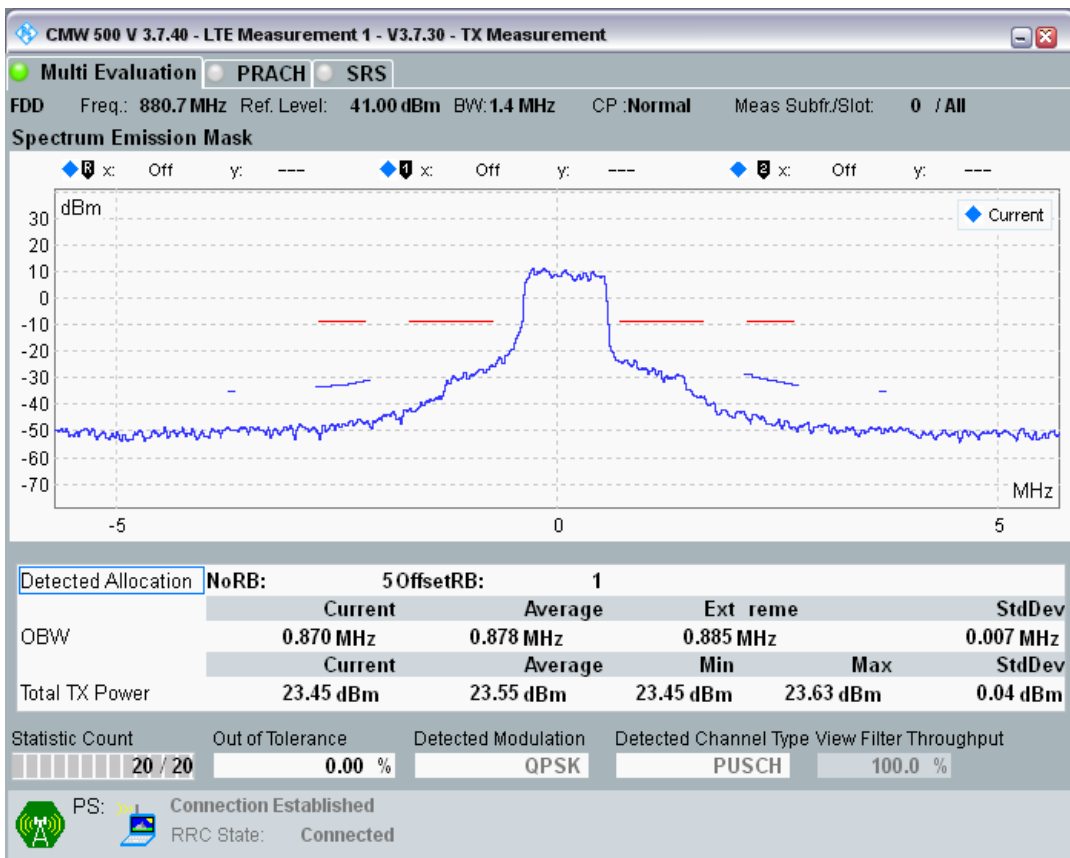 CMW 500 V 3.7.40 - LTE Measurement 1 - V3.7.30 - TX Measurement
Multi Evaluation PRACH SRS
FDD Freq.: 880.7 MHz Ref. Level: 41.00 dBm BW: 1.4 MHz CP :Normal Meas Subfr./Slot: 0 / All
Spectrum Emission Mask
R x: Off y: --- 1 x: Off y: --- 2 x: Off y: ---
dBm
Current
30
20
10
0
-10
-20
-30
-40
-50
-60
-70
MHz
-5 0 5
Detected Allocation NoRB: 5 OffsetRB: 1
Current Average Ext reme StdDev
OBW 0.870 MHz 0.878 MHz 0.885 MHz 0.007 MHz
Current Average Min Max StdDev
Total TX Power 23.45 dBm 23.55 dBm 23.45 dBm 23.63 dBm 0.04 dBm
Statistic Count Out of Tolerance Detected Modulation Detected Channel Type View Filter Throughput
20 / 20 0.00 % QPSK PUSCH 100.0 %
PS: Connection Established
RRC State: Connected